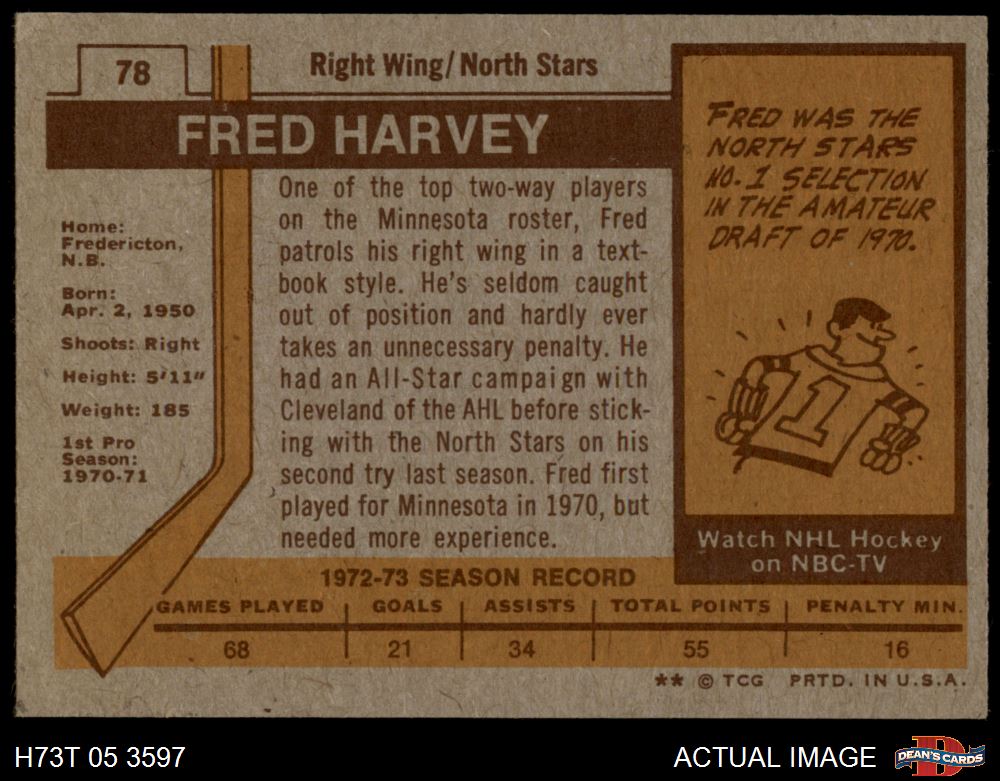 78
Right Wing/North Stars
FRED HARVEY
Home:
Fredericton,
N.B.
Born:
Apr. 2, 1950
Shoots: Right
Height: 5'11"
Weight: 185
1st Pro
Season:
1970-71
One of the top two-way players
on the Minnesota roster, Fred
patrols his right wing in a text-
book style. He's seldom caught
out of position and hardly ever
takes an unnecessary penalty. He
had an All-Star campaign with
Cleveland of the AHL before stick-
ing with the North Stars on his
second try last season. Fred first
played for Minnesota in 1970, but
needed more experience.
FRED WAS THE
NORTH STARS
NO. 1 SELECTION
IN THE AMATEUR
DRAFT OF 1970.
1
Watch NHL Hockey
on NBC-TV
1972-73 SEASON RECORD
GAMES PLAYED GOALS ASSISTS TOTAL POINTS PENALTY MIN.
68 21 34 55 16
** © TCG PRTD. IN U.S.A.
H73T 05 3597 ACTUAL IMAGE
D
DEAN'S CARDS